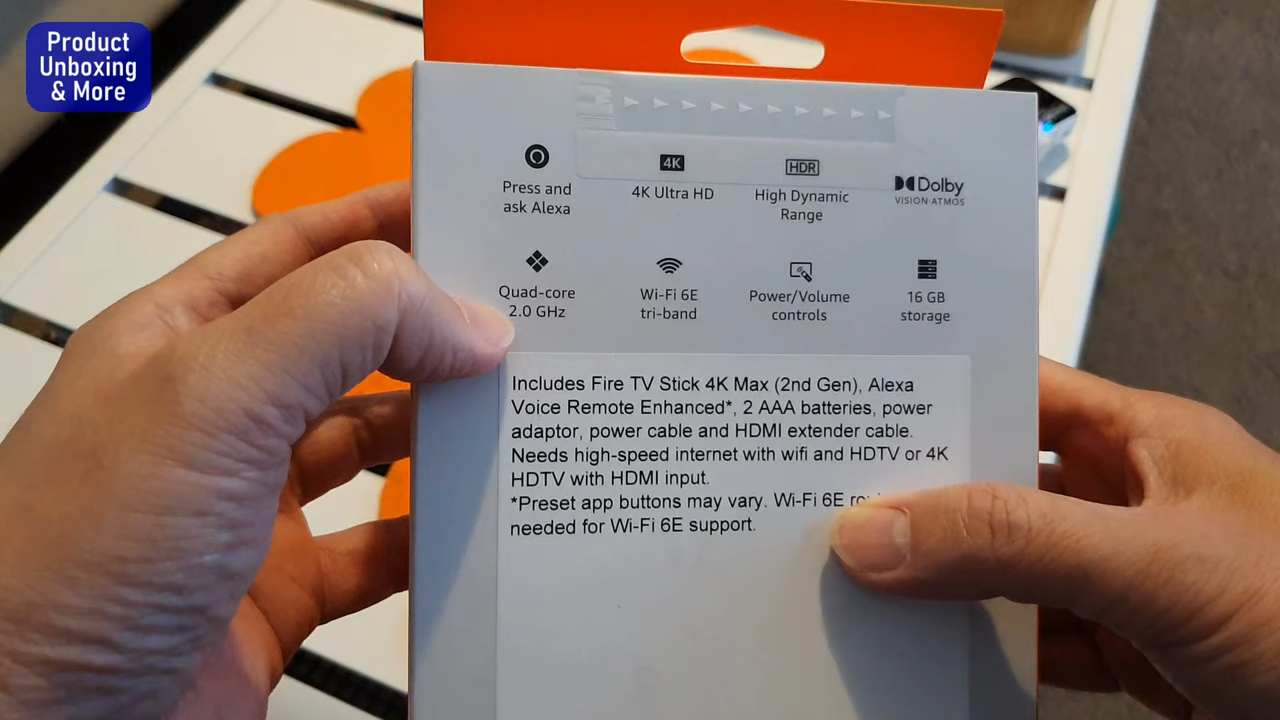 Product
Unboxing
& More
Press and
ask Alexa
4K
4K Ultra HD
HDR
High Dynamic
Range
Dolby
VISION·ATMOS
Quad-core
2.0 GHz
Wi-Fi 6E
tri-band
Power/Volume
controls
16 GB
storage
Includes Fire TV Stick 4K Max (2nd Gen), Alexa
Voice Remote Enhanced*, 2 AAA batteries, power
adaptor, power cable and HDMI extender cable.
Needs high-speed internet with wifi and HDTV or 4K
HDTV with HDMI input.
*Preset app buttons may vary. Wi-Fi 6E
needed for Wi-Fi 6E support.